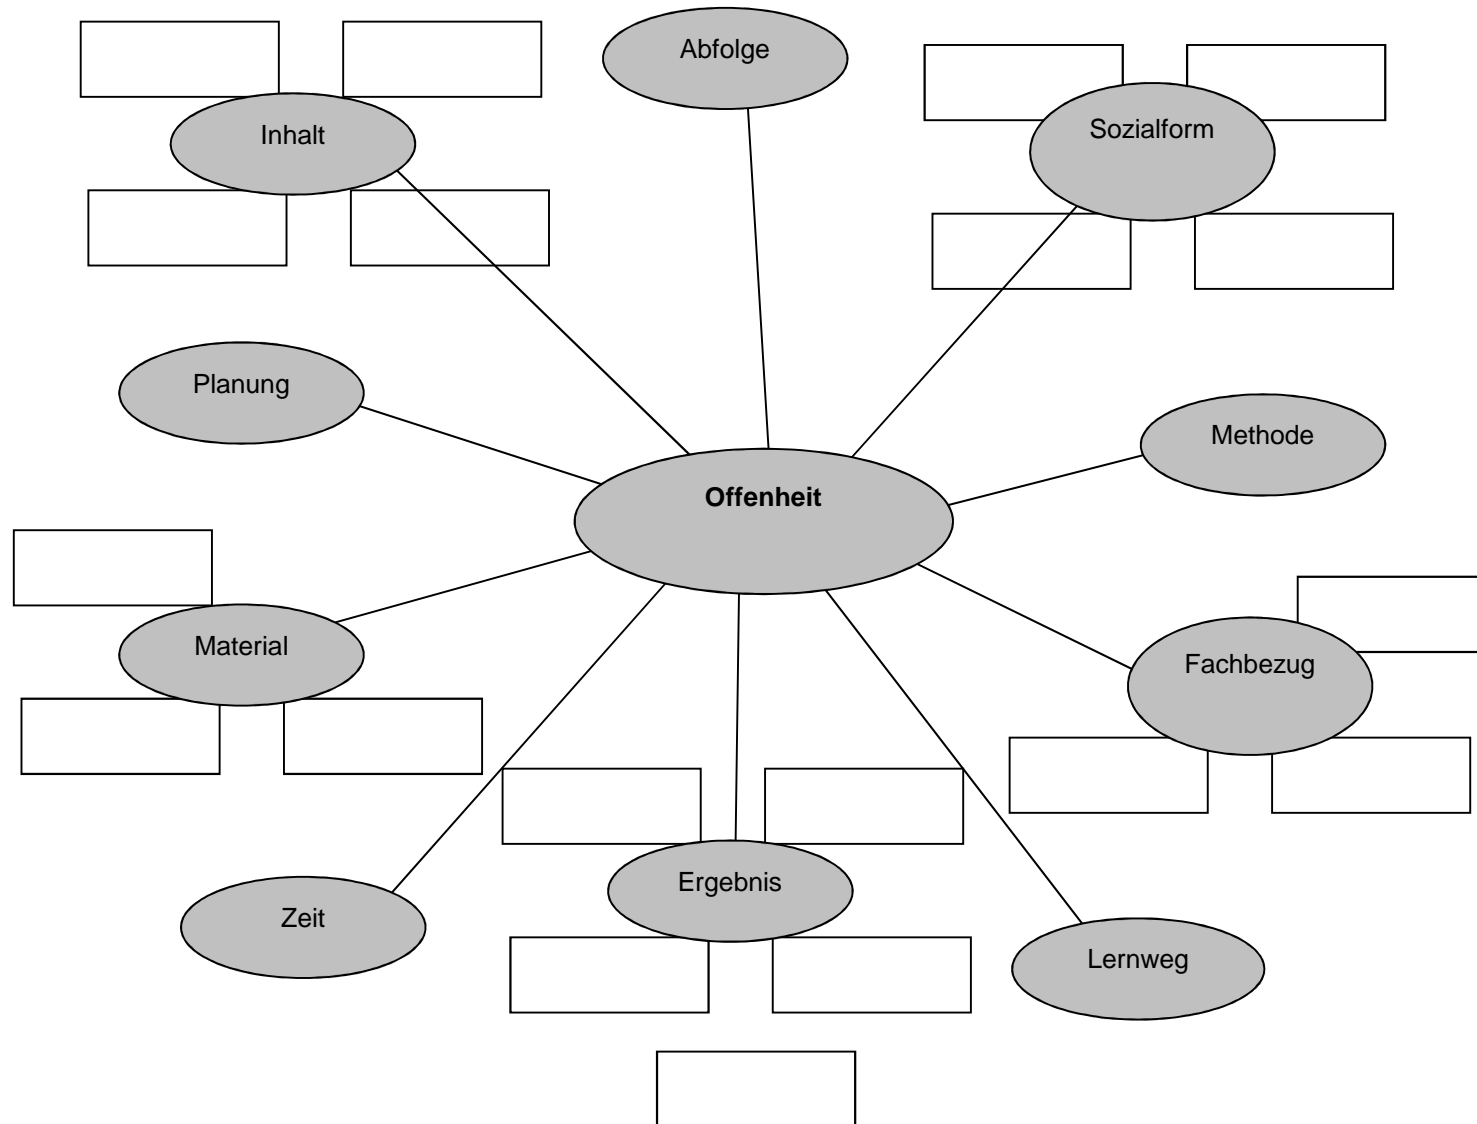 Abfolge
Inhalt
Sozialform
Planung
Methode
Offenheit
Material
Fachbezug
Ergebnis
Zeit
Lernweg